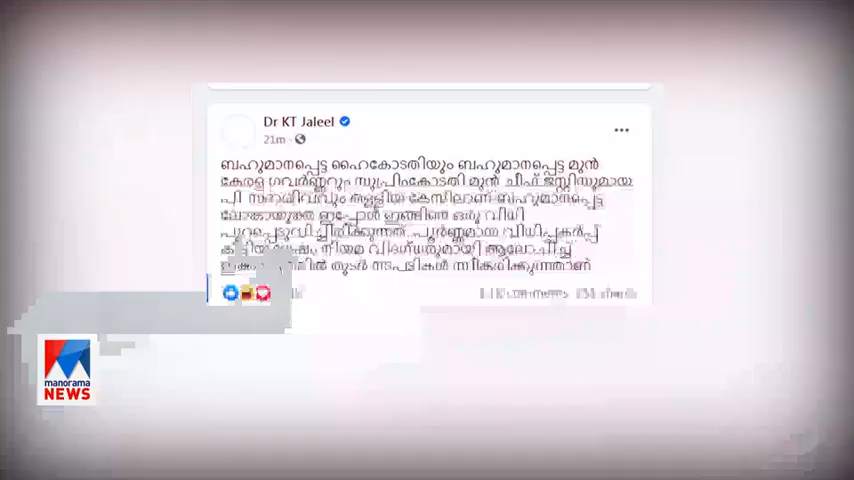 Dr KT Jaleel
21m
ബഹുമാനപ്പെട്ട ഹൈകോടതിയും ബഹുമാനപ്പെട്ട മുൻ
കേരള ഗവർണ്ണറും സുപ്രിംകോടതി മുൻ ചീഫ് ജസ്റ്റിസുമായ
പി സദാശിവവും തള്ളിയ കേസിലാണ് ബഹുമാനപ്പെട്ട
ലോകായുക്ത ഇപ്പോൾ ഇങ്ങിനെ ഒരു വിധി
പുറപ്പെടുവിച്ചിരിക്കുന്നത്. പൂർണ്ണമായ വിധിപ്പകർപ്പ്
കിട്ടിയശേഷം നിയമ വിദഗ്ധരുമായി ആലോചിച്ച്
തുടർ നടപടികൾ സ്വീകരിക്കുന്നതാണ്
manorama
NEWS